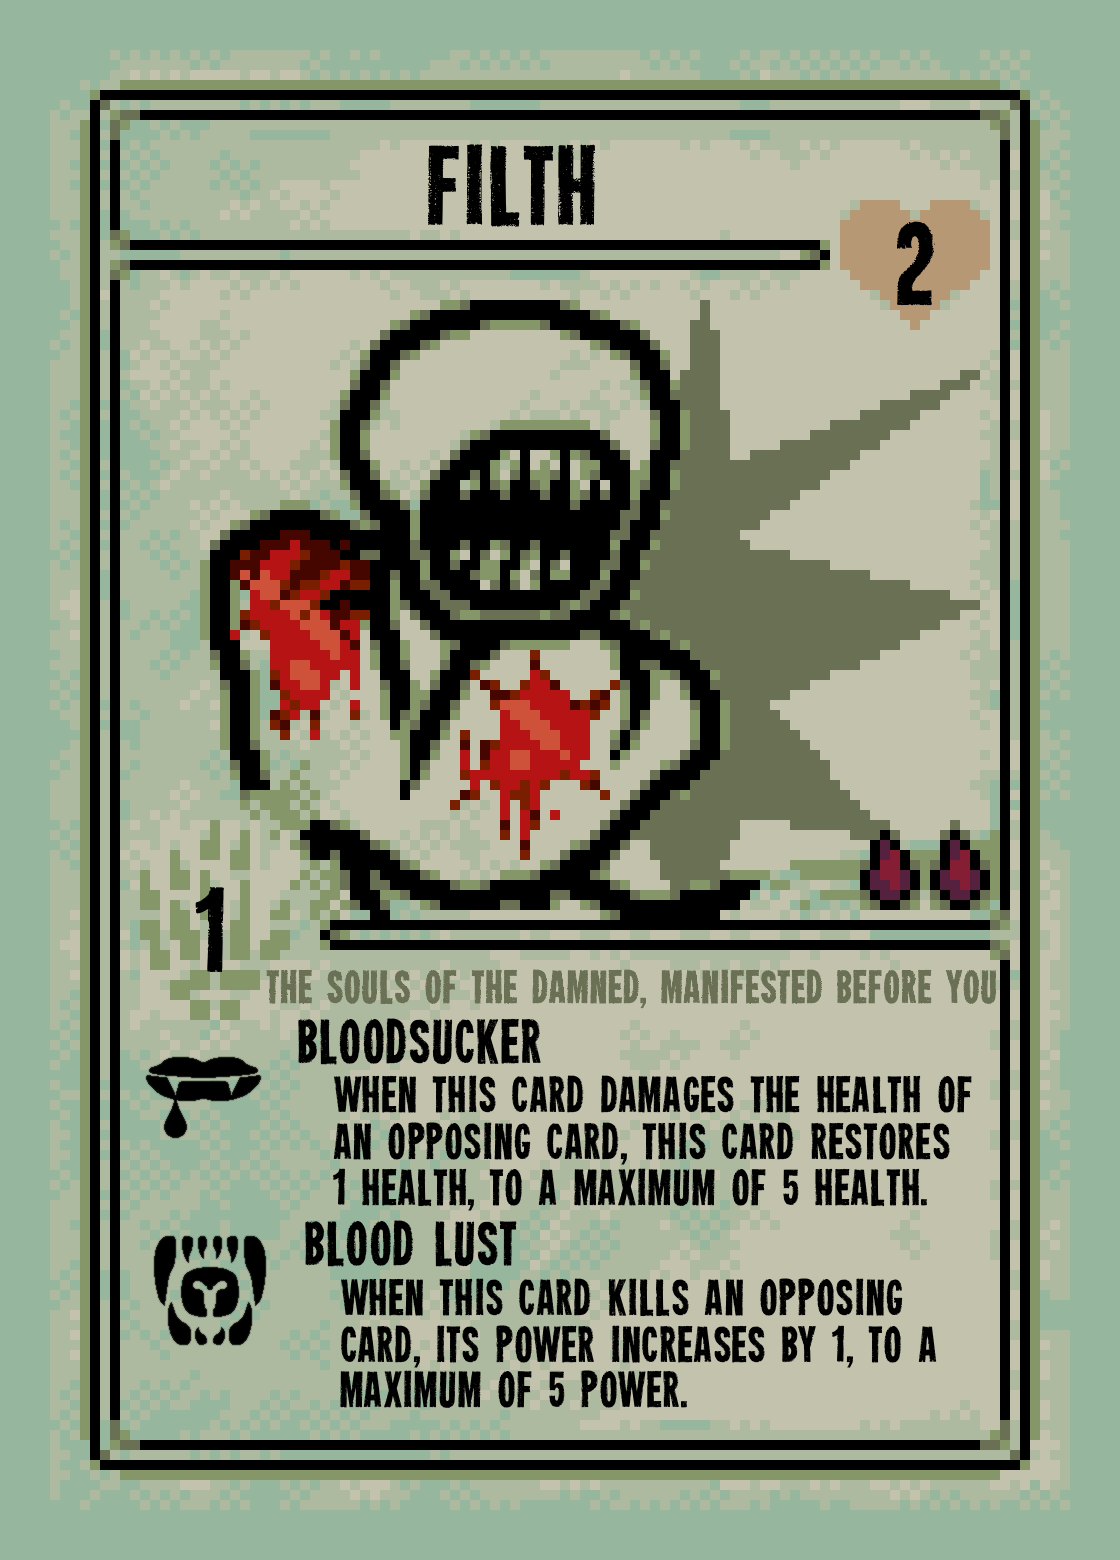 FILTH
2
1
THE SOULS OF THE DAMNED, MANIFESTED BEFORE YOU
BLOODSUCKER
WHEN THIS CARD DAMAGES THE HEALTH OF
AN OPPOSING CARD, THIS CARD RESTORES
1 HEALTH, TO A MAXIMUM OF 5 HEALTH.
BLOOD LUST
WHEN THIS CARD KILLS AN OPPOSING
CARD, ITS POWER INCREASES BY 1, TO A
MAXIMUM OF 5 POWER.